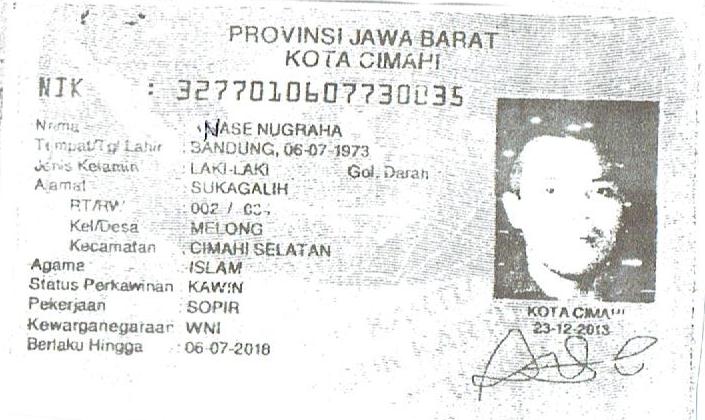 PROVINSI JAWA BARAT
KOTA CIMAHI
NIK : 3277010607730035
Nama : NASE NUGRAHA
Tempat/Tgl Lahir : BANDUNG, 06-07-1973
Jenis Kelamin : LAKI-LAKI Gol. Darah
Alamat : SUKAGALIH
RT/RW : 002 /
Kel/Desa : MELONG
Kecamatan : CIMAHI SELATAN
Agama : ISLAM
Status Perkawinan : KAWIN
Pekerjaan : SOPIR
Kewarganegaraan : WNI
Berlaku Hingga : 06-07-2018
KOTA CIMAHI
23-12-2013